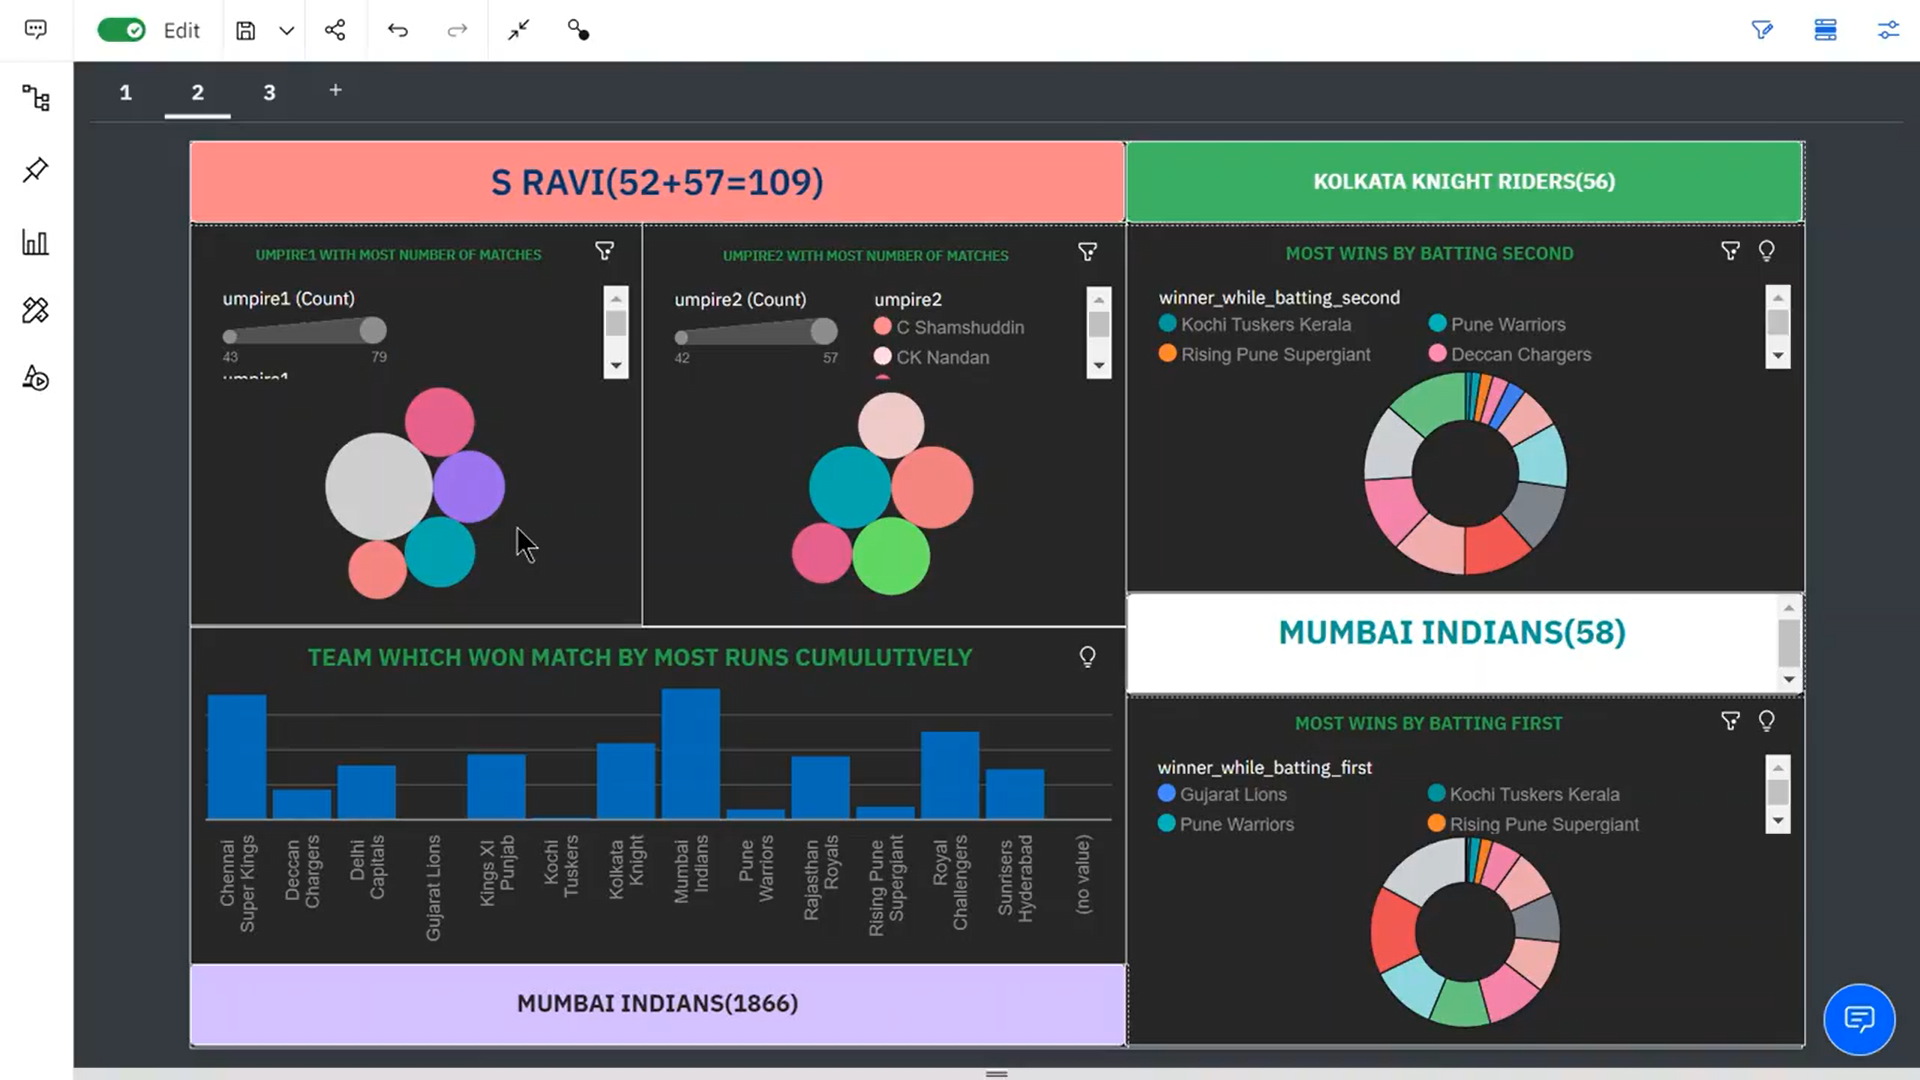 Edit
1
2
3
+
S RAVI(52+57=109)
KOLKATA KNIGHT RIDERS(56)
UMPIRE1 WITH MOST NUMBER OF MATCHES
umpire1 (Count)
43
79
umpire1
UMPIRE2 WITH MOST NUMBER OF MATCHES
umpire2 (Count)
42
57
umpire2
C Shamshuddin
CK Nandan
MOST WINS BY BATTING SECOND
winner_while_batting_second
Kochi Tuskers Kerala
Pune Warriors
Rising Pune Supergiant
Deccan Chargers
TEAM WHICH WON MATCH BY MOST RUNS CUMULUTIVELY
Chennai
Super Kings
Deccan
Chargers
Delhi
Capitals
Gujarat Lions
Kings XI
Punjab
Kochi
Tuskers
Kolkata
Knight
Mumbai
Indians
Pune
Warriors
Rajasthan
Royals
Rising Pune
Supergiant
Royal
Challengers
Sunrisers
Hyderabad
(no value)
MUMBAI INDIANS(1866)
MUMBAI INDIANS(58)
MOST WINS BY BATTING FIRST
winner_while_batting_first
Gujarat Lions
Kochi Tuskers Kerala
Pune Warriors
Rising Pune Supergiant